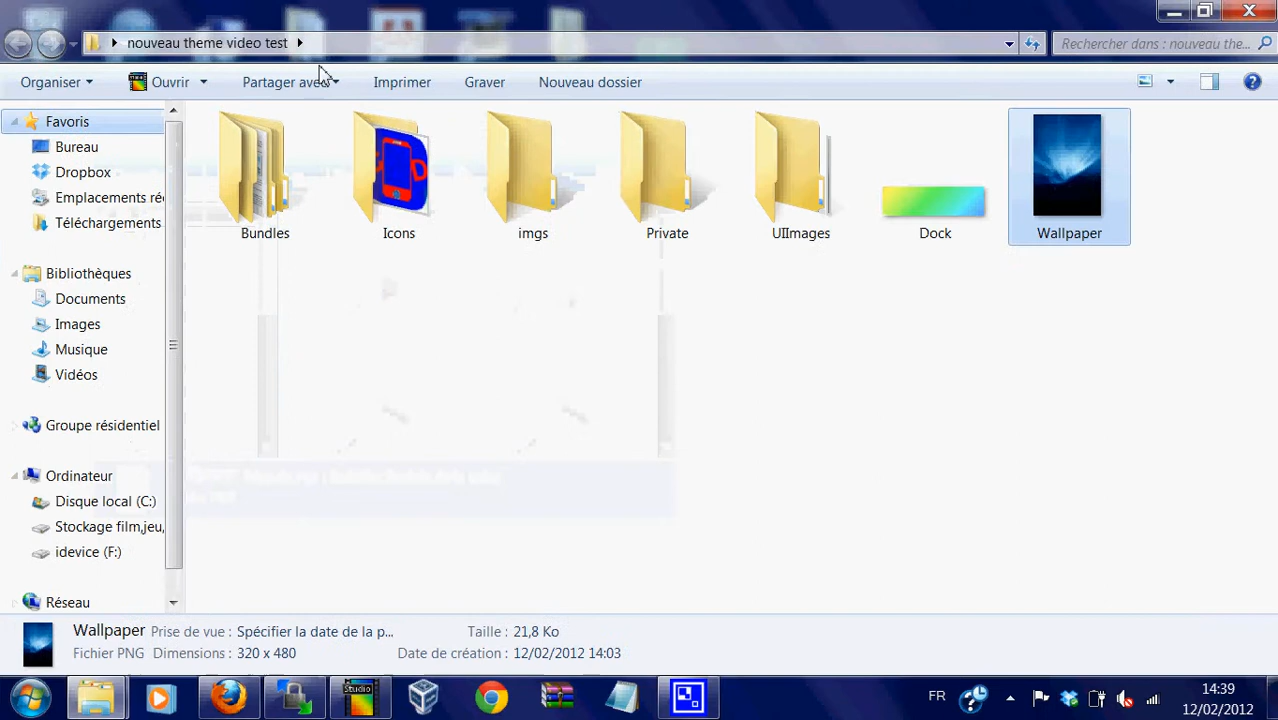 nouveau theme video test
Rechercher dans : nouveau the...
Organiser
Ouvrir
Partager avec
Imprimer
Graver
Nouveau dossier
Favoris
Bureau
Dropbox
Emplacements ré
Téléchargements
Bibliothèques
Documents
Images
Musique
Vidéos
Groupe résidentiel
Ordinateur
Disque local (C:)
Stockage film,jeu,
idevice (F:)
Réseau
Bundles
Icons
imgs
Private
UIImages
Dock
Wallpaper
Wallpaper Prise de vue : Spécifier la date de la p... Taille : 21,8 Ko
Fichier PNG Dimensions : 320 x 480 Date de création : 12/02/2012 14:03
Studio
FR
14:39
12/02/2012